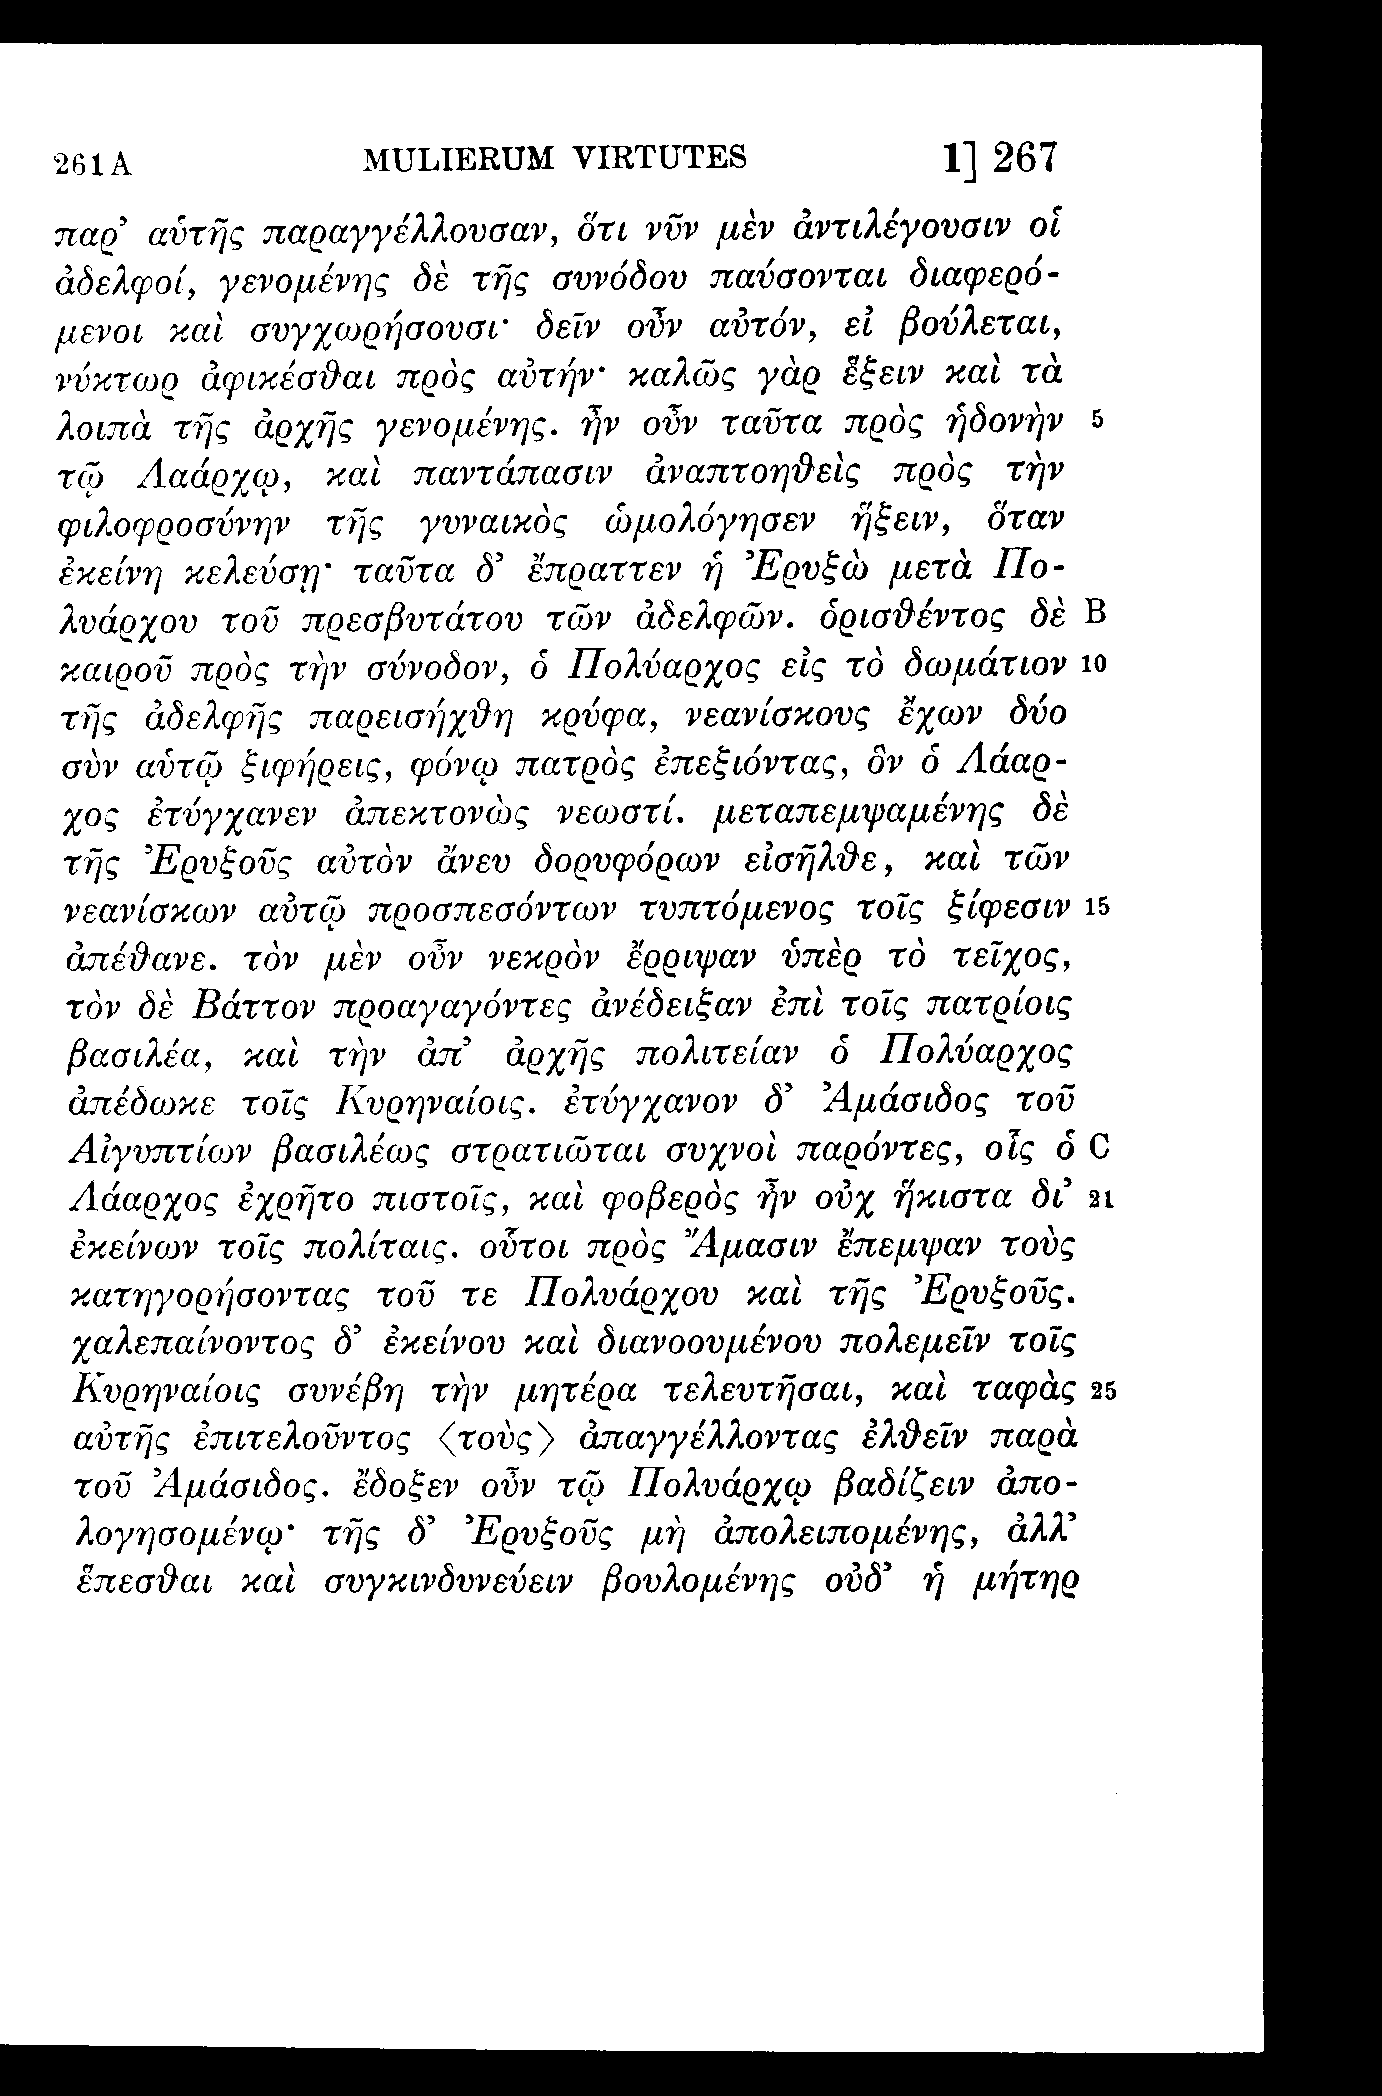 261A MULIERUM VIRTUTES 1] 267
παρ’ αὑτῆς παραγγέλλουσαν, ὅτι νῦν μὲν ἀντιλέγουσιν οἱ
ἀδελφοί, γενομένης δὲ τῆς συνόδου παύσονται διαφερό-
μενοι καὶ συγχωρήσουσι· δεῖν οὖν αὐτόν, εἰ βούλεται,
νύκτωρ ἀφικέσθαι πρὸς αὐτήν· καλῶς γὰρ ἕξειν καὶ τὰ
λοιπὰ τῆς ἀρχῆς γενομένης. ἦν οὖν ταῦτα πρὸς ἡδονὴν 5
τῷ Λαάρχῳ, καὶ παντάπασιν ἀναπτοηθεὶς πρὸς τὴν
φιλοφροσύνην τῆς γυναικὸς ὡμολόγησεν ἥξειν, ὅταν
ἐκείνη κελεύσῃ· ταῦτα δ’ ἔπραττεν ἡ Ἐρυξὼ μετὰ Πο-
λυάρχου τοῦ πρεσβυτάτου τῶν ἀδελφῶν. ὁρισθέντος δὲ B
καιροῦ πρὸς τὴν σύνοδον, ὁ Πολύαρχος εἰς τὸ δωμάτιον 10
τῆς ἀδελφῆς παρεισήχθη κρύφα, νεανίσκους ἔχων δύο
σὺν αὑτῷ ξιφήρεις, φόνῳ πατρὸς ἐπεξιόντας, ὃν ὁ Λάαρ-
χος ἐτύγχανεν ἀπεκτονὼς νεωστί. μεταπεμψαμένης δὲ
τῆς Ἐρυξοῦς αὐτὸν ἄνευ δορυφόρων εἰσῆλθε, καὶ τῶν
νεανίσκων αὐτῷ προσπεσόντων τυπτόμενος τοῖς ξίφεσιν 15
ἀπέθανε. τὸν μὲν οὖν νεκρὸν ἔρριψαν ὑπὲρ τὸ τεῖχος,
τὸν δὲ Βάττον προαγαγόντες ἀνέδειξαν ἐπὶ τοῖς πατρίοις
βασιλέα, καὶ τὴν ἀπ’ ἀρχῆς πολιτείαν ὁ Πολύαρχος
ἀπέδωκε τοῖς Κυρηναίοις. ἐτύγχανον δ’ Ἀμάσιδος τοῦ
Αἰγυπτίων βασιλέως στρατιῶται συχνοὶ παρόντες, οἷς ὁ C
Λάαρχος ἐχρῆτο πιστοῖς, καὶ φοβερὸς ἦν οὐχ ἥκιστα δι’ 21
ἐκείνων τοῖς πολίταις. οὗτοι πρὸς Ἄμασιν ἔπεμψαν τοὺς
κατηγορήσοντας τοῦ τε Πολυάρχου καὶ τῆς Ἐρυξοῦς.
χαλεπαίνοντος δ’ ἐκείνου καὶ διανοουμένου πολεμεῖν τοῖς
Κυρηναίοις συνέβη τὴν μητέρα τελευτῆσαι, καὶ ταφὰς 25
αὐτῆς ἐπιτελοῦντος ⟨τοὺς⟩ ἀπαγγέλλοντας ἐλθεῖν παρὰ
τοῦ Ἀμάσιδος. ἔδοξεν οὖν τῷ Πολυάρχῳ βαδίζειν ἀπο-
λογησομένῳ· τῆς δ’ Ἐρυξοῦς μὴ ἀπολειπομένης, ἀλλ’
ἕπεσθαι καὶ συγκινδυνεύειν βουλομένης οὐδ’ ἡ μήτηρ